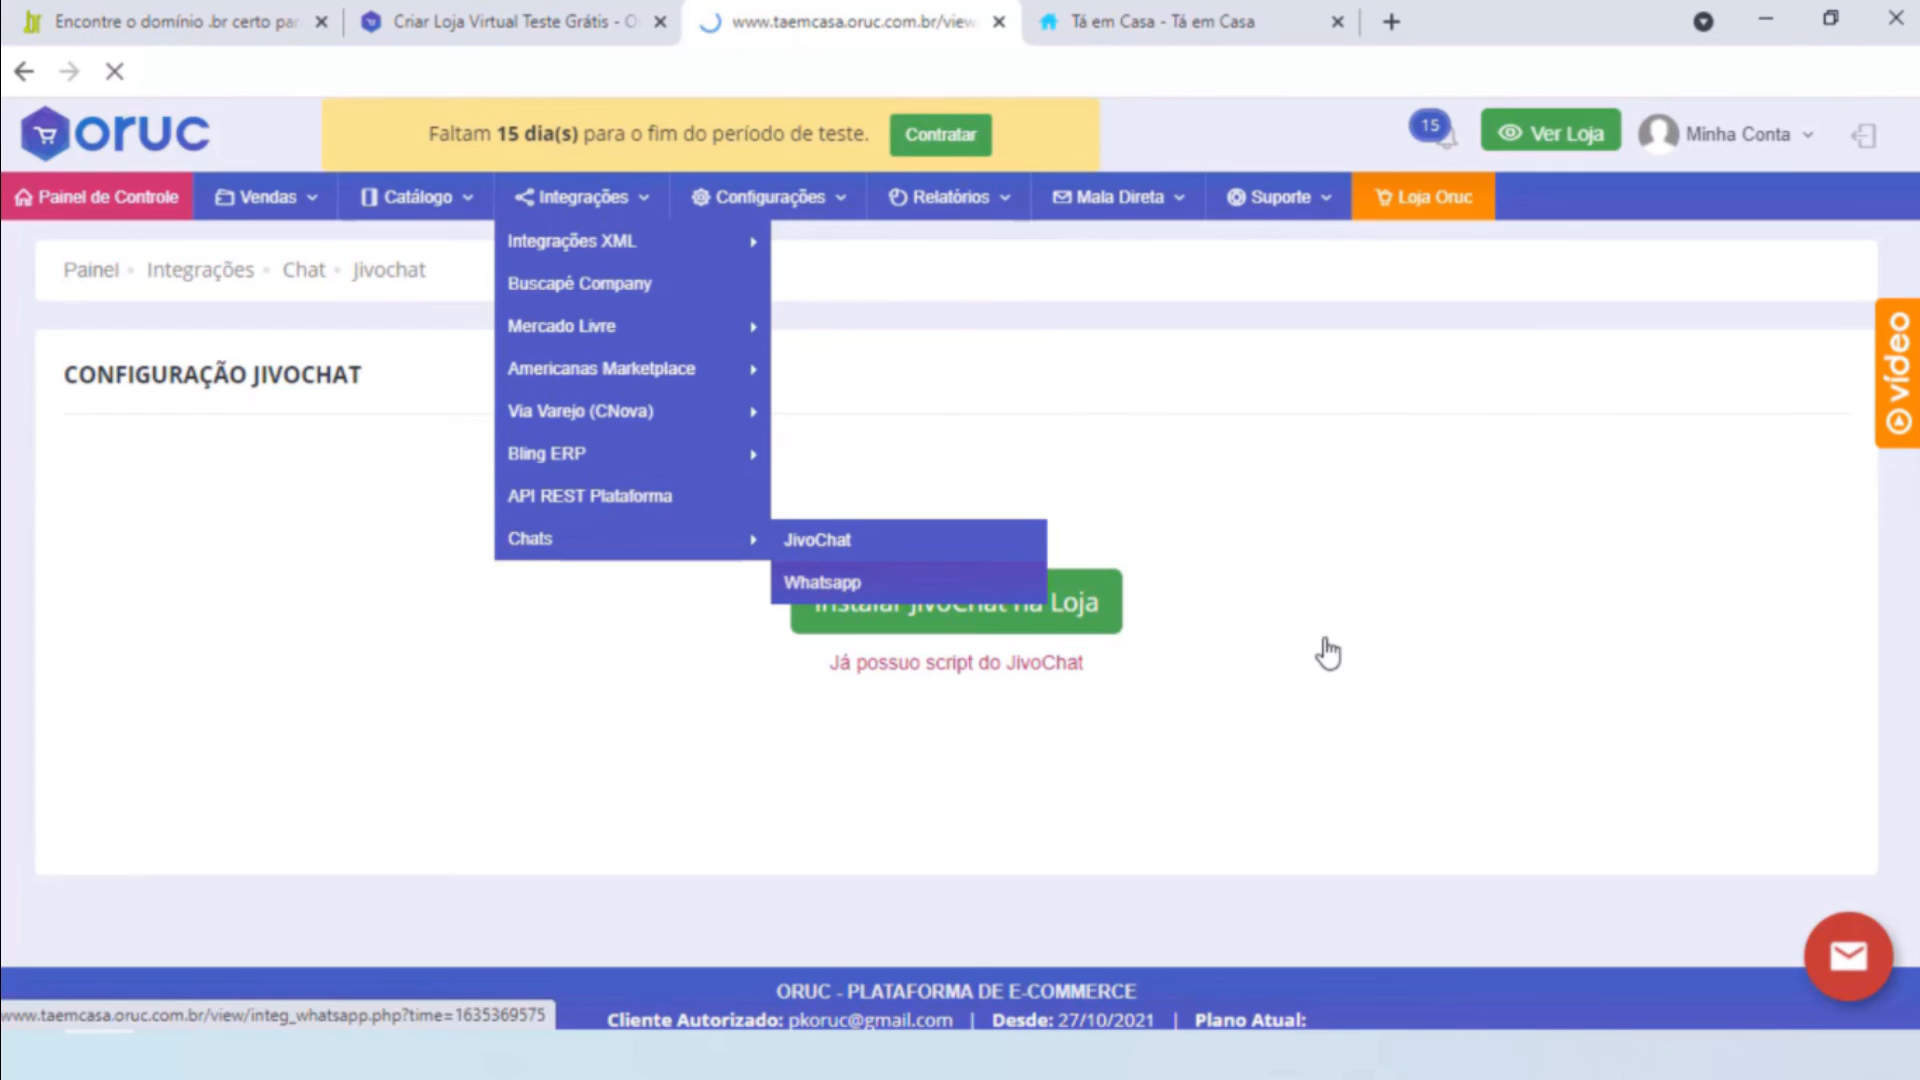 Encontre o domínio .br certo par
Criar Loja Virtual Teste Grátis - O
www.taemcasa.oruc.com.br/view
Tá em Casa - Tá em Casa
oruc
Faltam 15 dia(s) para o fim do período de teste.
Contratar
15
Ver Loja
Minha Conta
Painel de Controle
Vendas
Catálogo
Integrações
Configurações
Relatórios
Mala Direta
Suporte
Loja Oruc
Painel
Integrações
Chat
Jivochat
Integrações XML
Buscapé Company
Mercado Livre
Americanas Marketplace
Via Varejo (CNova)
Bling ERP
API REST Plataforma
Chats
JivoChat
Whatsapp
CONFIGURAÇÃO JIVOCHAT
Instalar JivoChat na Loja
Já possuo script do JivoChat
vídeo
ORUC - PLATAFORMA DE E-COMMERCE
www.taemcasa.oruc.com.br/view/integ_whatsapp.php?time=1635369575
Cliente Autorizado: pkoruc@gmail.com | Desde: 27/10/2021 | Plano Atual: